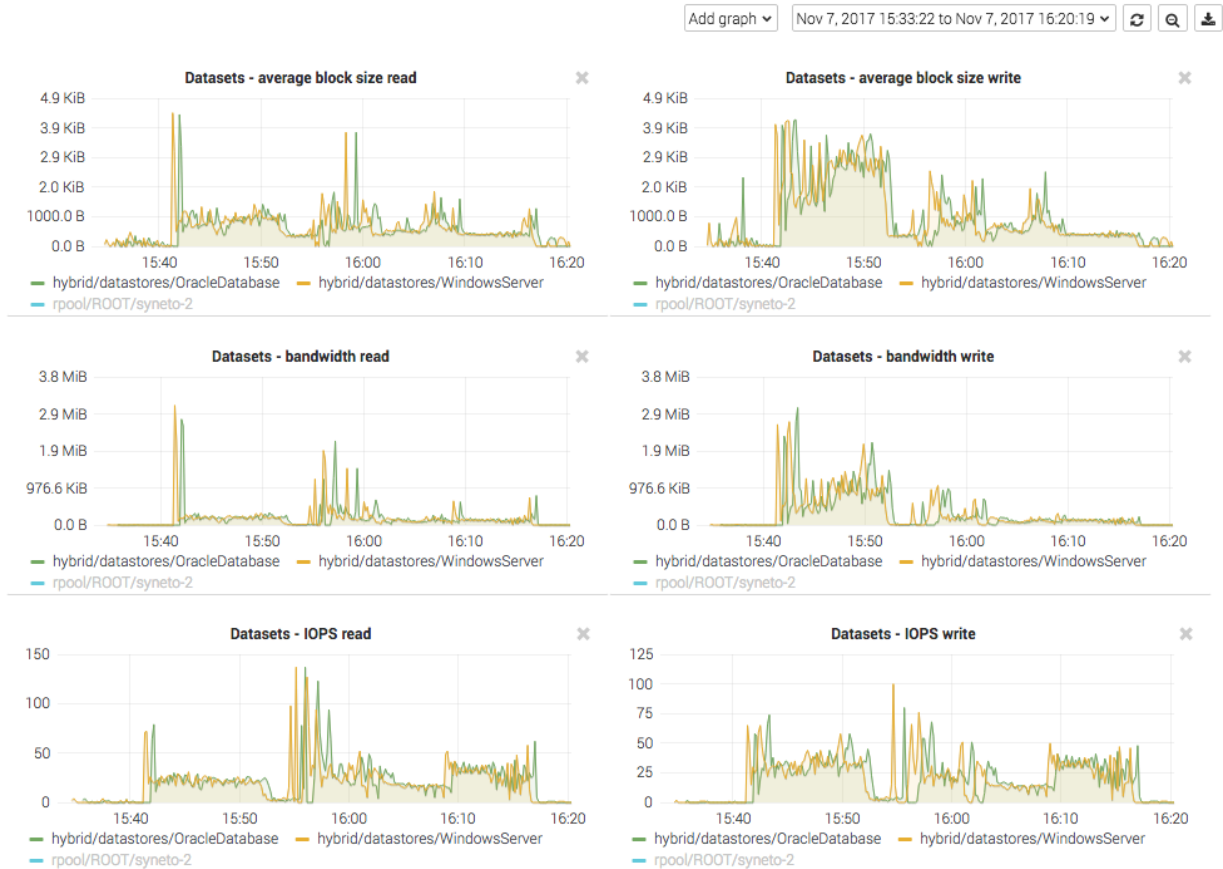 Add graph Nov 7, 2017 15:33:22 to Nov 7, 2017 16:20:19
Datasets - average block size read
4.9 KiB
3.9 KiB
2.9 KiB
2.0 KiB
1000.0 B
0.0 B
15:40 15:50 16:00 16:10 16:20
hybrid/datastores/OracleDatabase hybrid/datastores/WindowsServer
rpool/ROOT/syneto-2
Datasets - average block size write
4.9 KiB
3.9 KiB
2.9 KiB
2.0 KiB
1000.0 B
0.0 B
15:40 15:50 16:00 16:10 16:20
hybrid/datastores/OracleDatabase hybrid/datastores/WindowsServer
rpool/ROOT/syneto-2
Datasets - bandwidth read
3.8 MiB
2.9 MiB
1.9 MiB
976.6 KiB
0.0 B
15:40 15:50 16:00 16:10 16:20
hybrid/datastores/OracleDatabase hybrid/datastores/WindowsServer
rpool/ROOT/syneto-2
Datasets - bandwidth write
3.8 MiB
2.9 MiB
1.9 MiB
976.6 KiB
0.0 B
15:40 15:50 16:00 16:10 16:20
hybrid/datastores/OracleDatabase hybrid/datastores/WindowsServer
rpool/ROOT/syneto-2
Datasets - IOPS read
150
100
50
0
15:40 15:50 16:00 16:10 16:20
hybrid/datastores/OracleDatabase hybrid/datastores/WindowsServer
rpool/ROOT/syneto-2
Datasets - IOPS write
125
100
75
50
25
0
15:40 15:50 16:00 16:10 16:20
hybrid/datastores/OracleDatabase hybrid/datastores/WindowsServer
rpool/ROOT/syneto-2